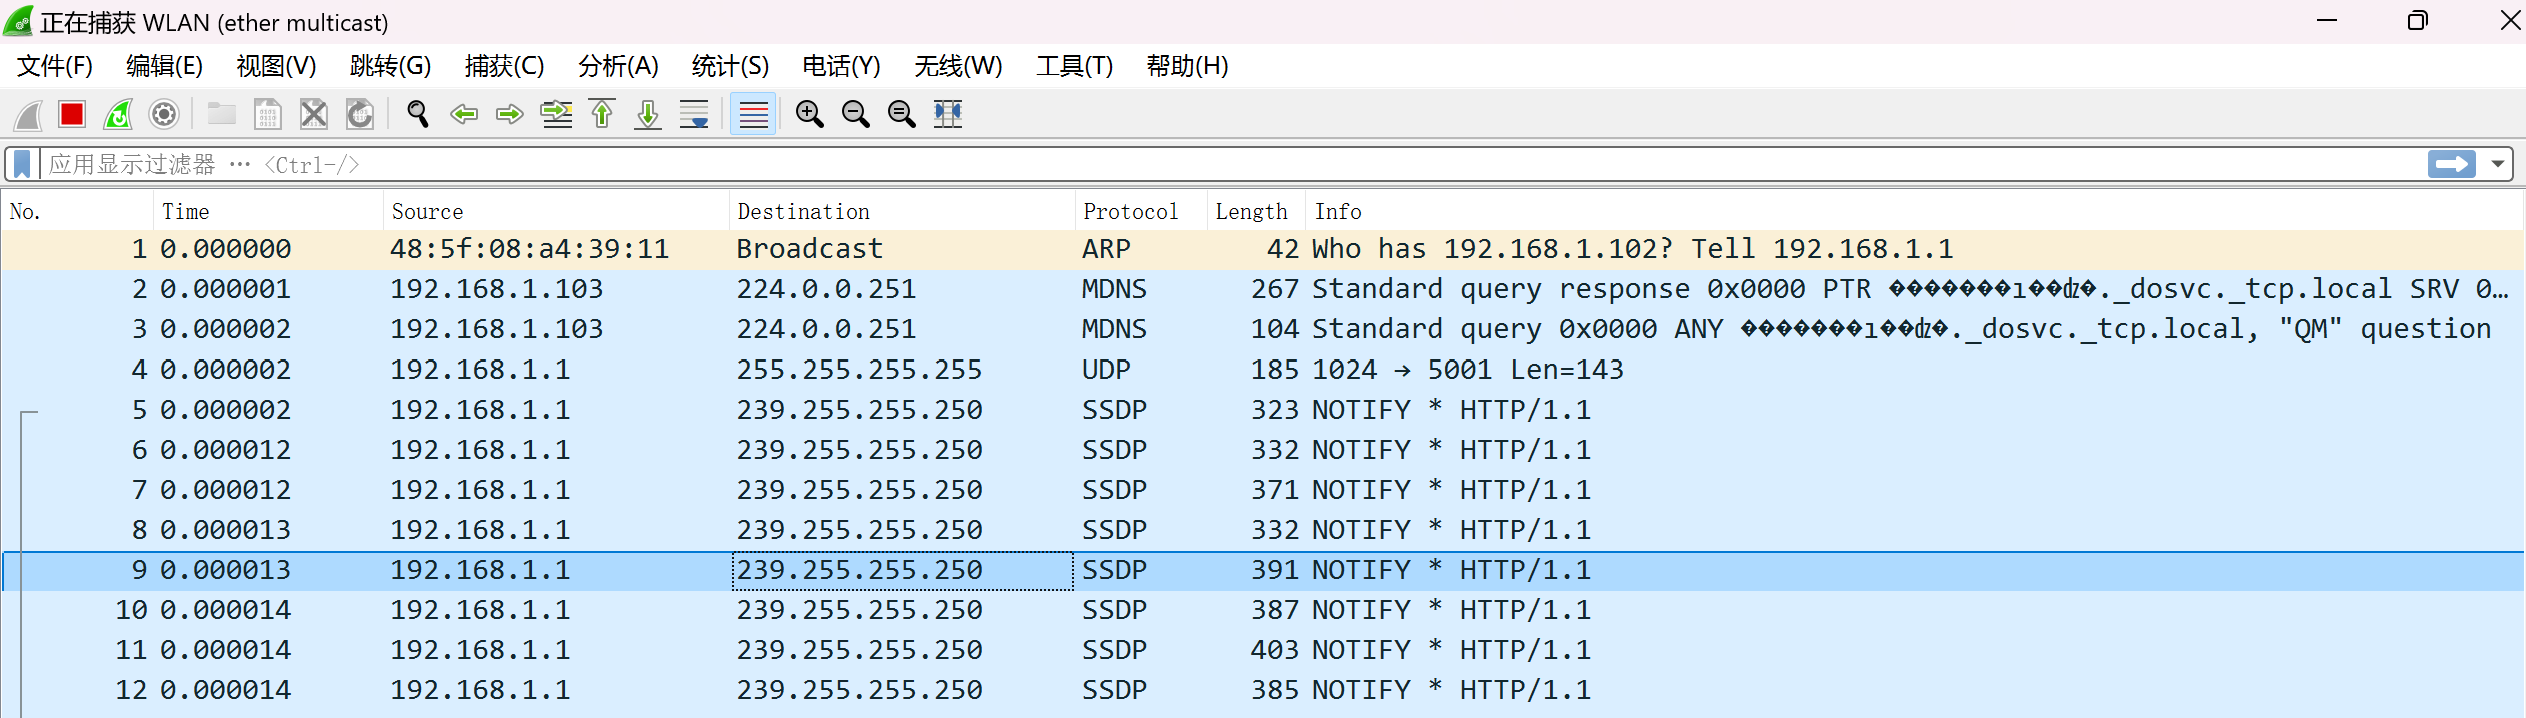 正在捕获 WLAN (ether multicast)
文件(F) 编辑(E) 视图(V) 跳转(G) 捕获(C) 分析(A) 统计(S) 电话(Y) 无线(W) 工具(T) 帮助(H)
应用显示过滤器 … <Ctrl-/>
No. Time Source Destination Protocol Length Info
1 0.000000 48:5f:08:a4:39:11 Broadcast ARP 42 Who has 192.168.1.102? Tell 192.168.1.1
2 0.000001 192.168.1.103 224.0.0.251 MDNS 267 Standard query response 0x0000 PTR �������ı��ʣ�._dosvc._tcp.local SRV 0…
3 0.000002 192.168.1.103 224.0.0.251 MDNS 104 Standard query 0x0000 ANY �������ı��ʣ�._dosvc._tcp.local, "QM" question
4 0.000002 192.168.1.1 255.255.255.255 UDP 185 1024 → 5001 Len=143
5 0.000002 192.168.1.1 239.255.255.250 SSDP 323 NOTIFY * HTTP/1.1
6 0.000012 192.168.1.1 239.255.255.250 SSDP 332 NOTIFY * HTTP/1.1
7 0.000012 192.168.1.1 239.255.255.250 SSDP 371 NOTIFY * HTTP/1.1
8 0.000013 192.168.1.1 239.255.255.250 SSDP 332 NOTIFY * HTTP/1.1
9 0.000013 192.168.1.1 239.255.255.250 SSDP 391 NOTIFY * HTTP/1.1
10 0.000014 192.168.1.1 239.255.255.250 SSDP 387 NOTIFY * HTTP/1.1
11 0.000014 192.168.1.1 239.255.255.250 SSDP 403 NOTIFY * HTTP/1.1
12 0.000014 192.168.1.1 239.255.255.250 SSDP 385 NOTIFY * HTTP/1.1